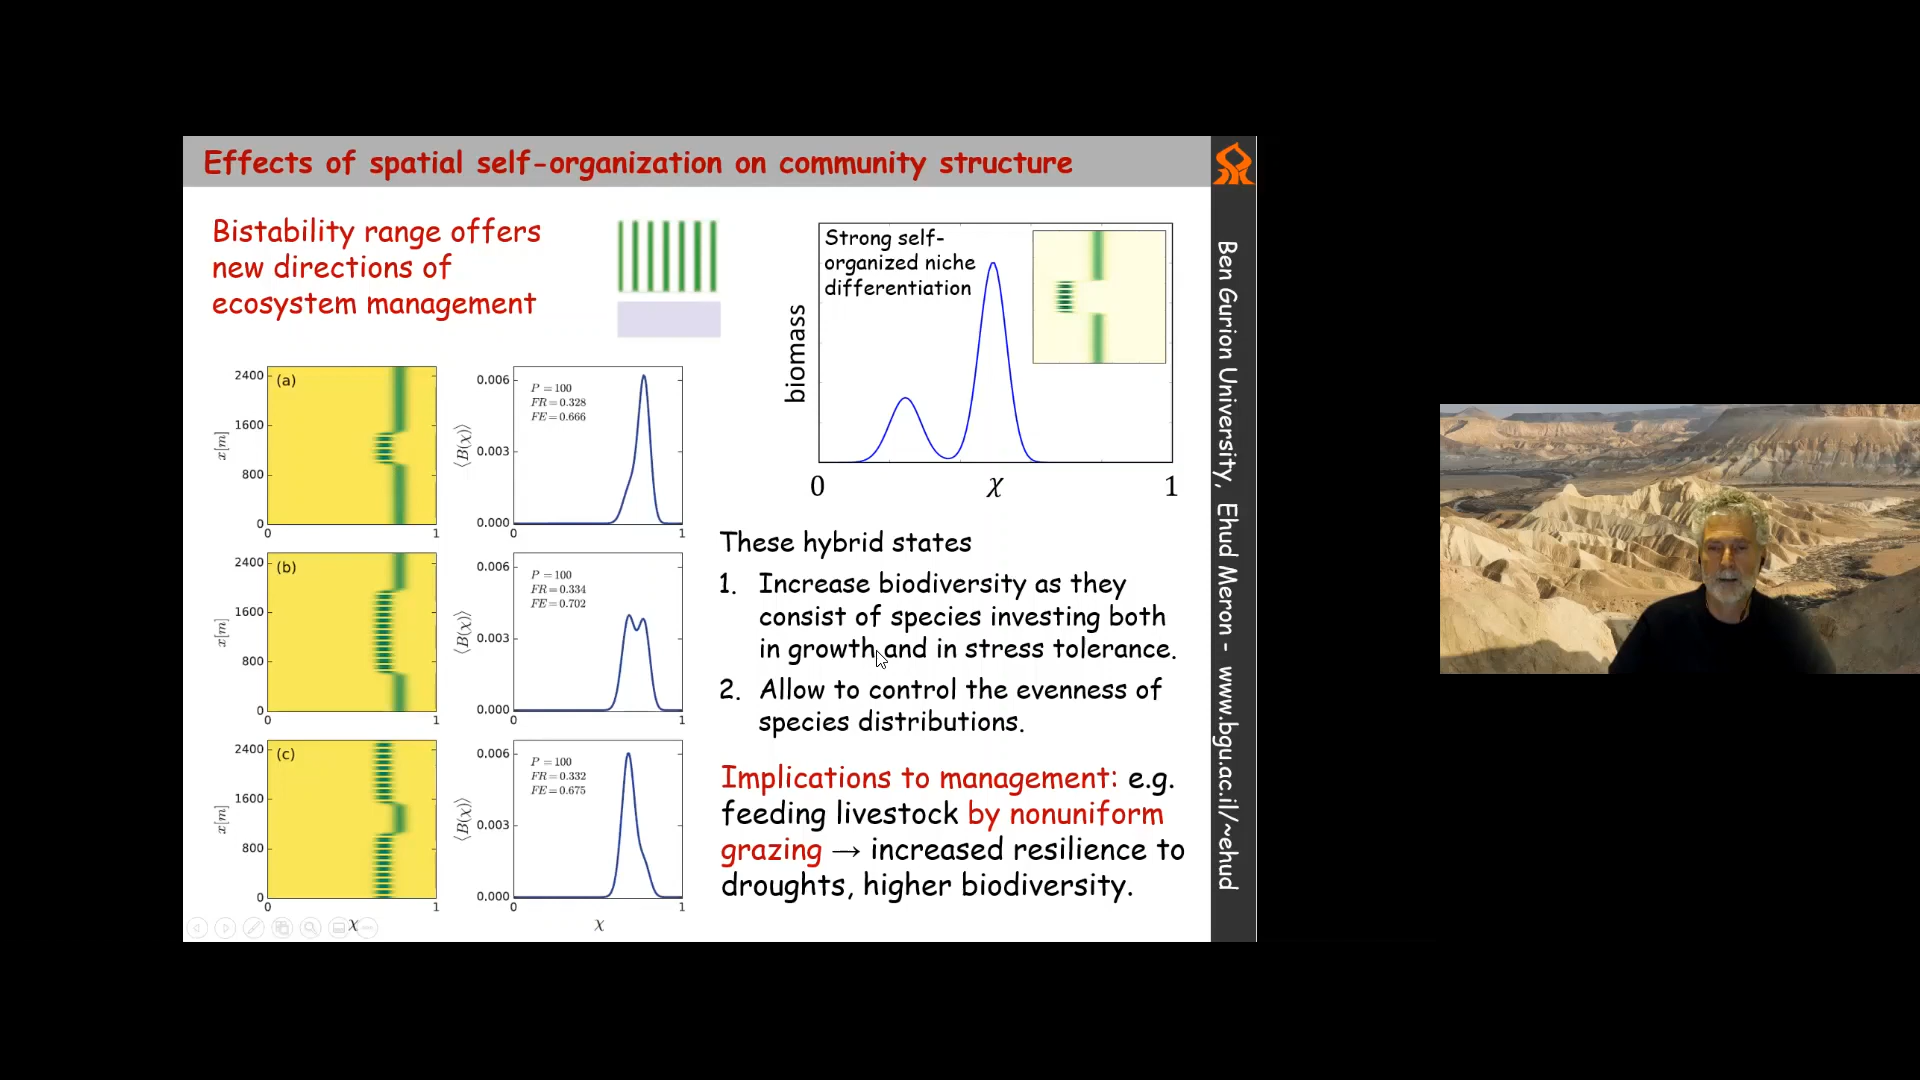 Effects of spatial self-organization on community structure
Bistability range offers
new directions of
ecosystem management
Strong self-
organized niche
differentiation
biomass
0
χ
1
2400
1600
800
0
x[m]
(a)
0
1
0.006
0.003
0.000
⟨B(χ)⟩
P = 100
FR = 0.328
FE = 0.666
0
1
2400
1600
800
0
x[m]
(b)
0
1
0.006
0.003
0.000
⟨B(χ)⟩
P = 100
FR = 0.334
FE = 0.702
0
1
2400
1600
800
0
x[m]
(c)
0
1
χ
0.006
0.003
0.000
⟨B(χ)⟩
P = 100
FR = 0.332
FE = 0.675
0
1
χ
These hybrid states
1. Increase biodiversity as they
consist of species investing both
in growth and in stress tolerance.
2. Allow to control the evenness of
species distributions.
Implications to management: e.g.
feeding livestock by nonuniform
grazing → increased resilience to
droughts, higher biodiversity.
Ben Gurion University, Ehud Meron - www.bgu.ac.il/~ehud